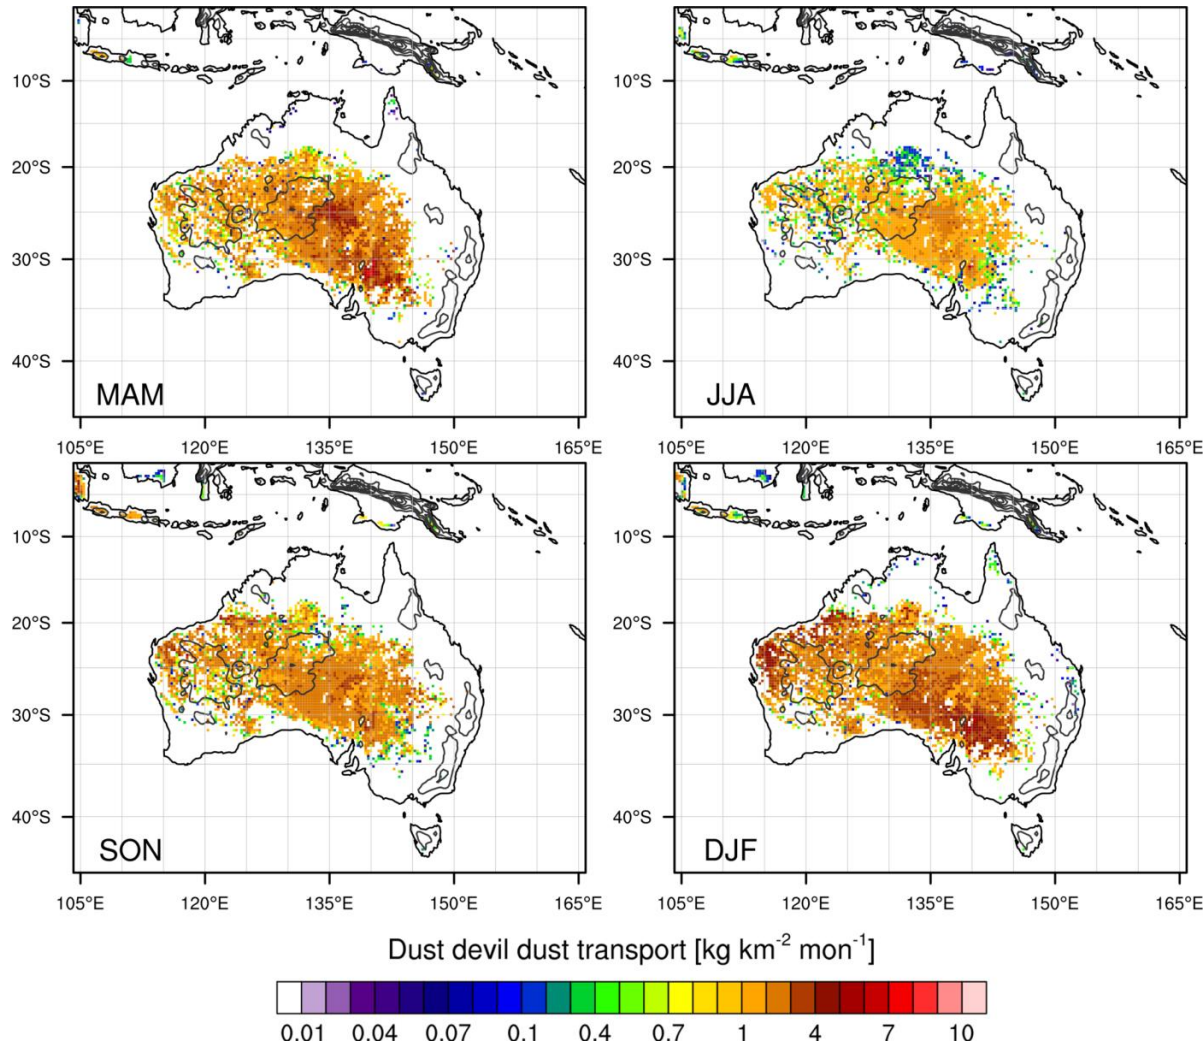 10°S
20°S
30°S
40°S
MAM
105°E 120°E 135°E 150°E 165°E
10°S
20°S
30°S
40°S
JJA
105°E 120°E 135°E 150°E 165°E
10°S
20°S
30°S
40°S
SON
105°E 120°E 135°E 150°E 165°E
10°S
20°S
30°S
40°S
DJF
105°E 120°E 135°E 150°E 165°E
Dust devil dust transport [kg km⁻² mon⁻¹]
0.01 0.04 0.07 0.1 0.4 0.7 1 4 7 10